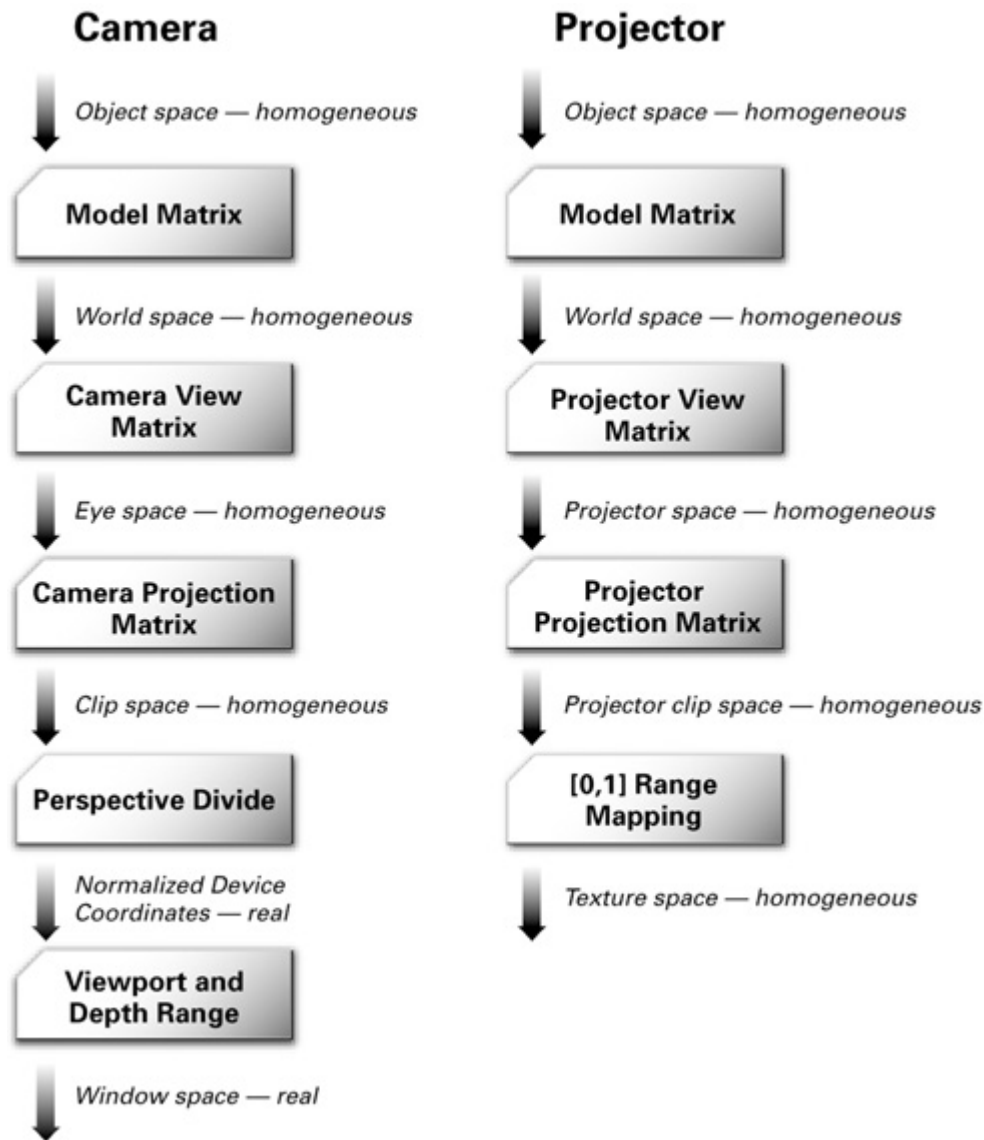 Camera
Object space — homogeneous
Model Matrix
World space — homogeneous
Camera View
Matrix
Eye space — homogeneous
Camera Projection
Matrix
Clip space — homogeneous
Perspective Divide
Normalized Device
Coordinates — real
Viewport and
Depth Range
Window space — real
Projector
Object space — homogeneous
Model Matrix
World space — homogeneous
Projector View
Matrix
Projector space — homogeneous
Projector
Projection Matrix
Projector clip space — homogeneous
[0,1] Range
Mapping
Texture space — homogeneous